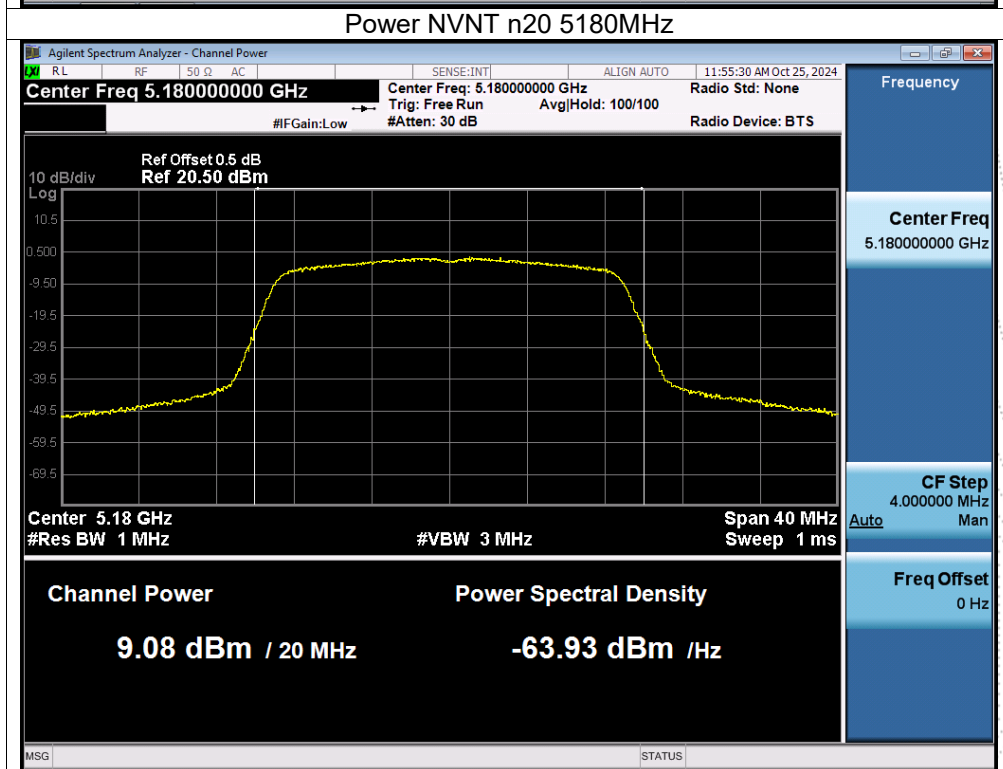 Power NVNT n20 5180MHz
Agilent Spectrum Analyzer - Channel Power
LXI RL RF 50 Ω AC SENSE:INT ALIGN AUTO 11:55:30 AM Oct 25, 2024
Center Freq 5.180000000 GHz
Center Freq: 5.180000000 GHz
Radio Std: None
Trig: Free Run Avg|Hold: 100/100
#IFGain:Low
#Atten: 30 dB
Radio Device: BTS
Frequency
Ref Offset 0.5 dB
10 dB/div Ref 20.50 dBm
Log
10.5
0.500
-9.50
-19.5
-29.5
-39.5
-49.5
-59.5
-69.5
Center Freq
5.180000000 GHz
CF Step
4.000000 MHz
Auto Man
Center 5.18 GHz Span 40 MHz
#Res BW 1 MHz #VBW 3 MHz Sweep 1 ms
Freq Offset
0 Hz
Channel Power Power Spectral Density
9.08 dBm / 20 MHz -63.93 dBm /Hz
MSG STATUS